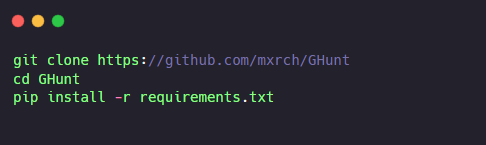 git clone https://github.com/mxrch/GHunt
cd GHunt
pip install -r requirements.txt